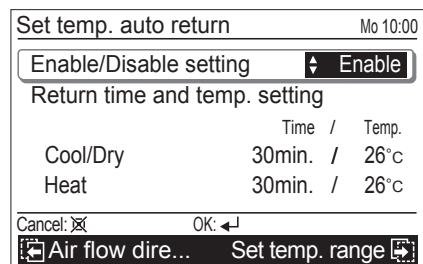 Set temp. auto return Mo 10:00
Enable/Disable setting Enable
Return time and temp. setting
Time / Temp.
Cool/Dry 30min. / 26°C
Heat 30min. / 26°C
Cancel: OK:
Air flow dire... Set temp. range